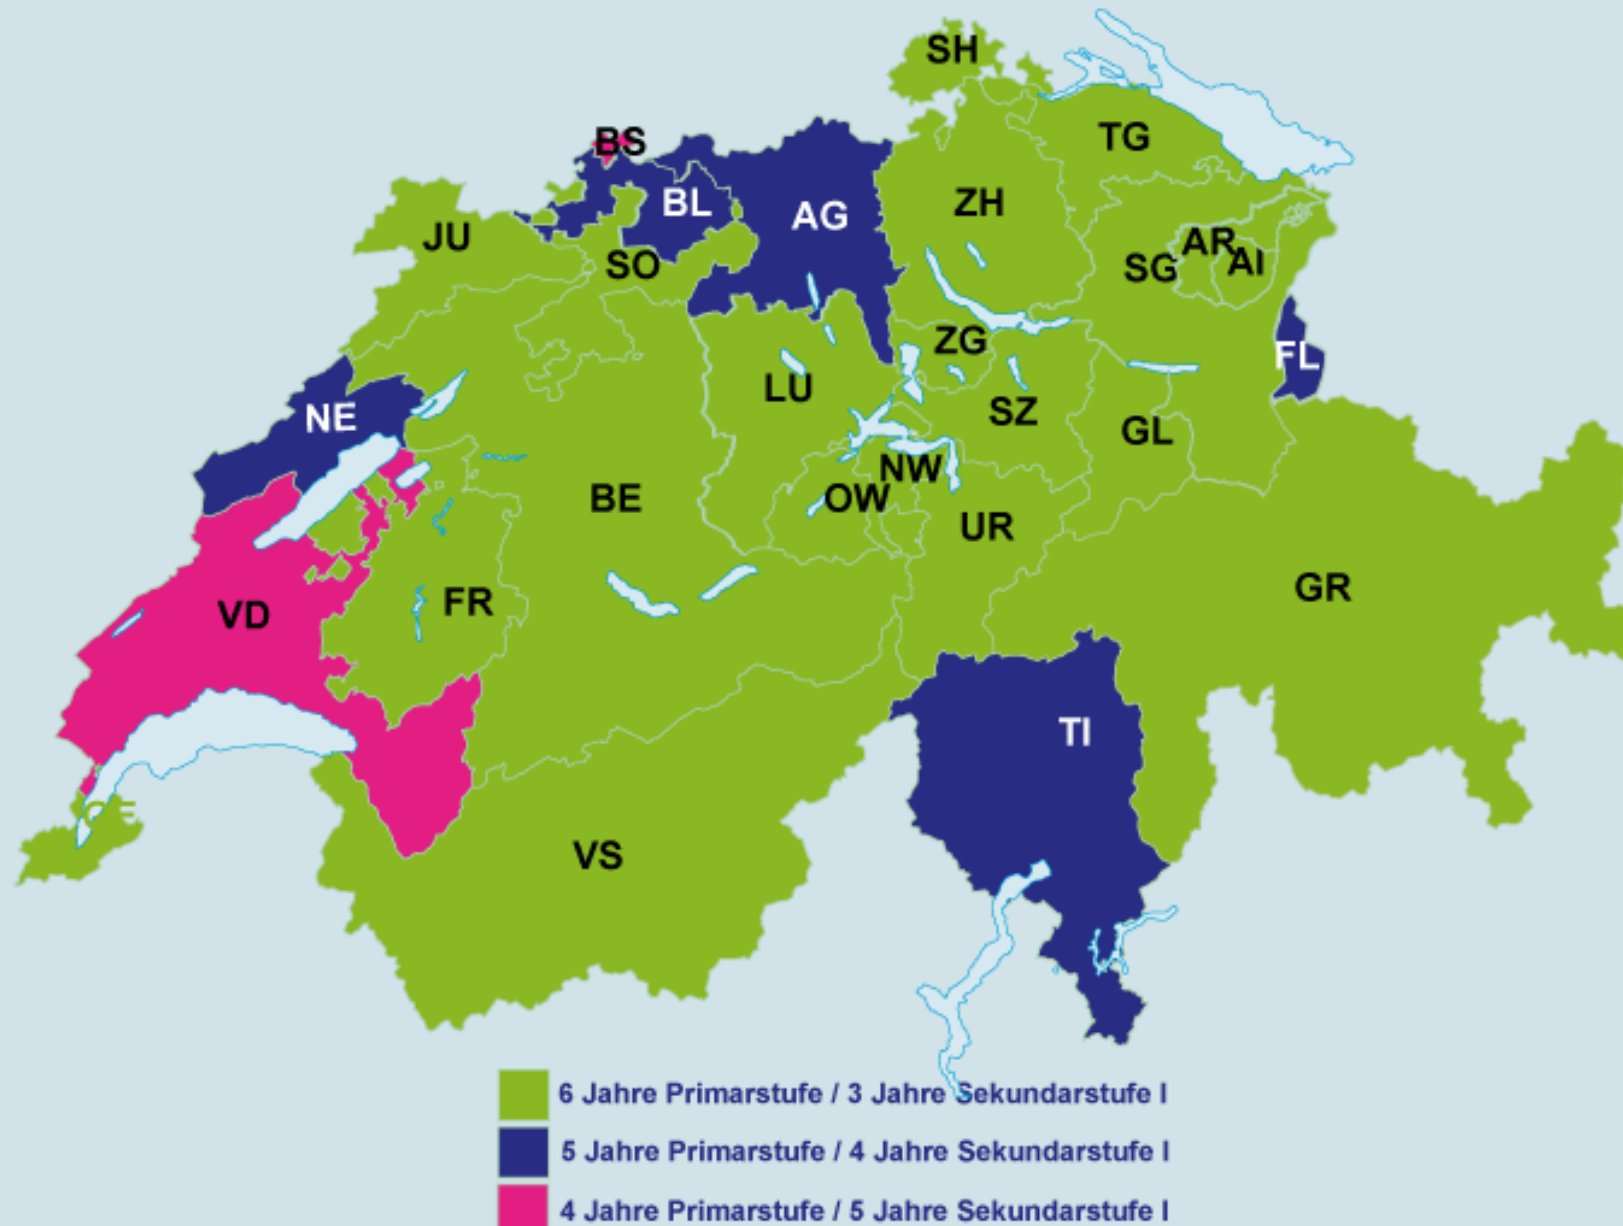 SH
TG
BS
ZH
BL
AG
JU
AR
AI
SO
SG
ZG
FL
LU
SZ
NE
GL
NW
BE
OW
UR
GR
FR
VD
TI
GE
VS
6 Jahre Primarstufe / 3 Jahre Sekundarstufe I
5 Jahre Primarstufe / 4 Jahre Sekundarstufe I
4 Jahre Primarstufe / 5 Jahre Sekundarstufe I